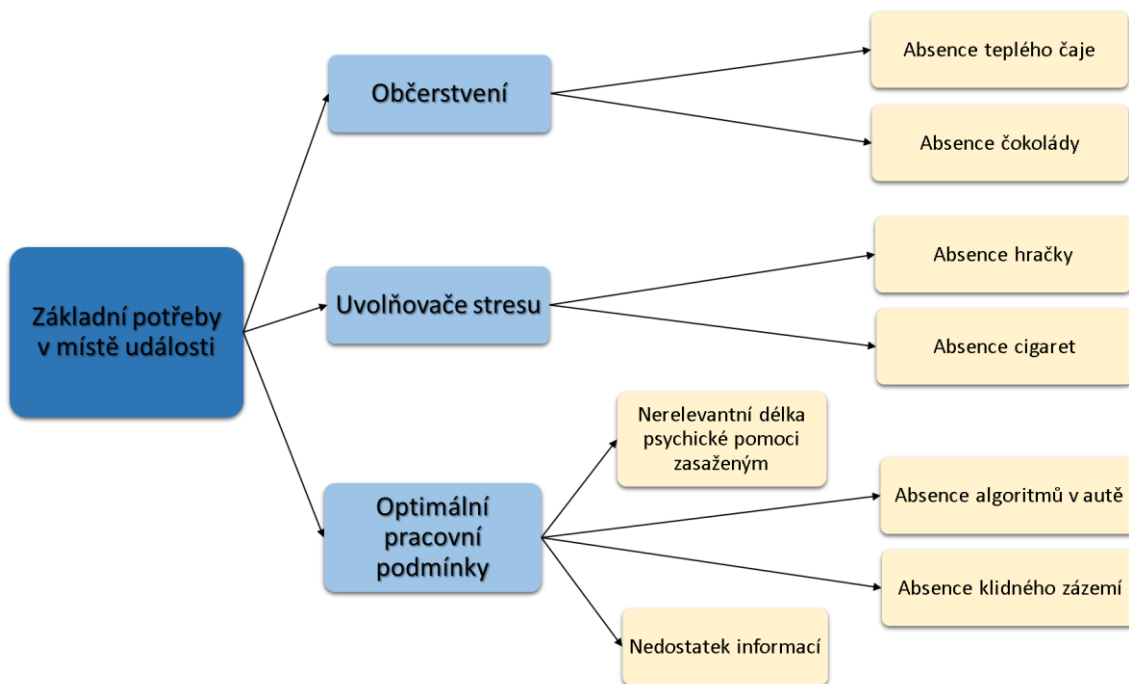 Občerstvení
Absence teplého čaje
Absence čokolády
Základní potřeby
v místě události
Uvolňovače stresu
Absence hračky
Absence cigaret
Optimální
pracovní
podmínky
Nerelevantní délka
psychické pomoci
zasaženým
Absence algoritmů v autě
Absence klidného zázemí
Nedostatek informací